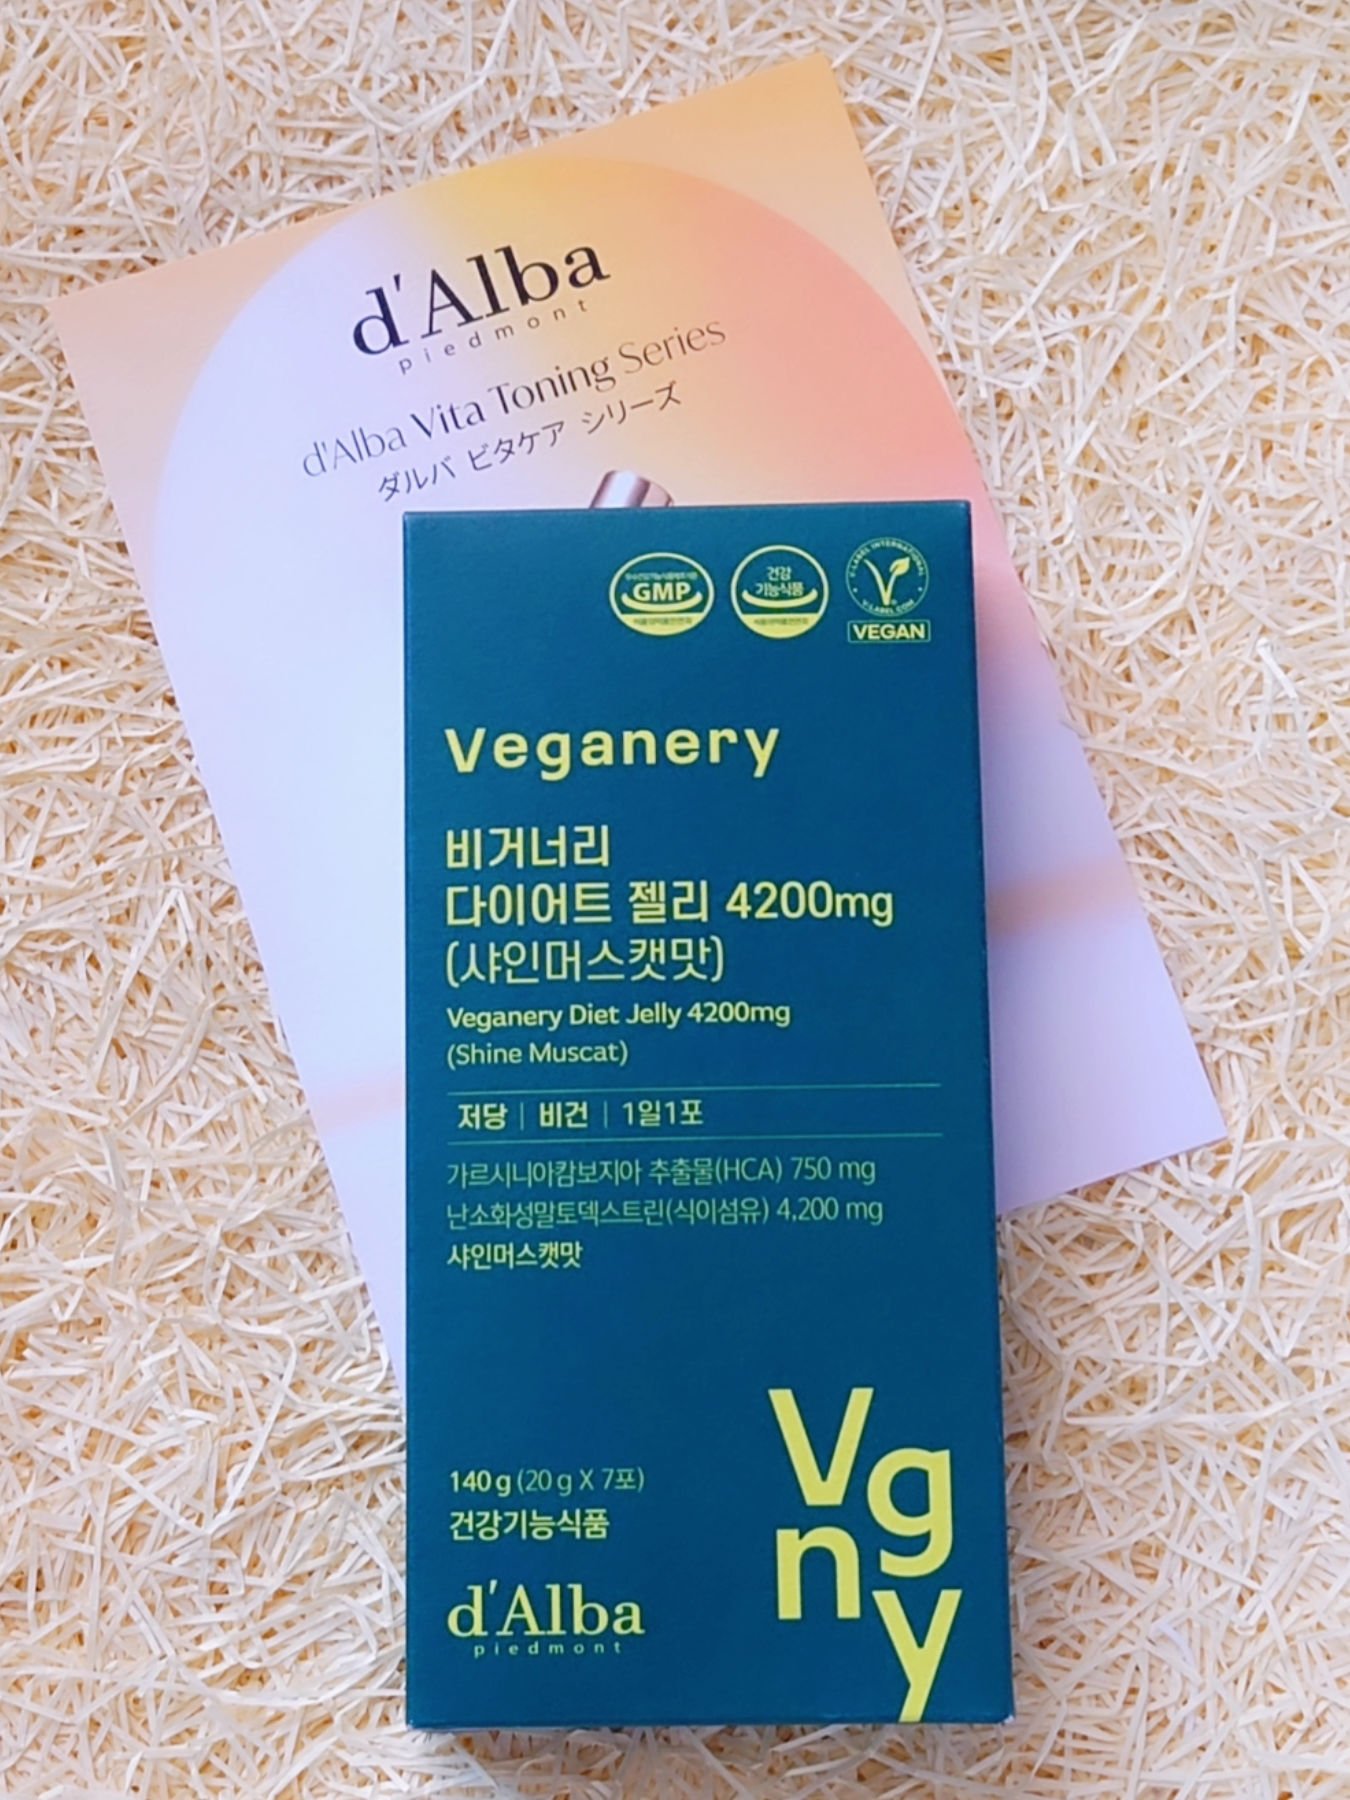 d'Alba
piedmont
d'Alba Vita Toning Series
ダルバ ビタケア シリーズ
GMP
건강
기능식품
V-LABEL INTERNATIONAL
V-LABEL.COM
VEGAN
Veganery
비거너리
다이어트 젤리 4200mg
(샤인머스캣맛)
Veganery Diet Jelly 4200mg
(Shine Muscat)
저당 | 비건 | 1일1포
가르시니아캄보지아 추출물(HCA) 750 mg
난소화성말토덱스트린(식이섬유) 4,200 mg
샤인머스캣맛
140 g (20 g X 7포)
건강기능식품
d'Alba
piedmont
Vg
ny